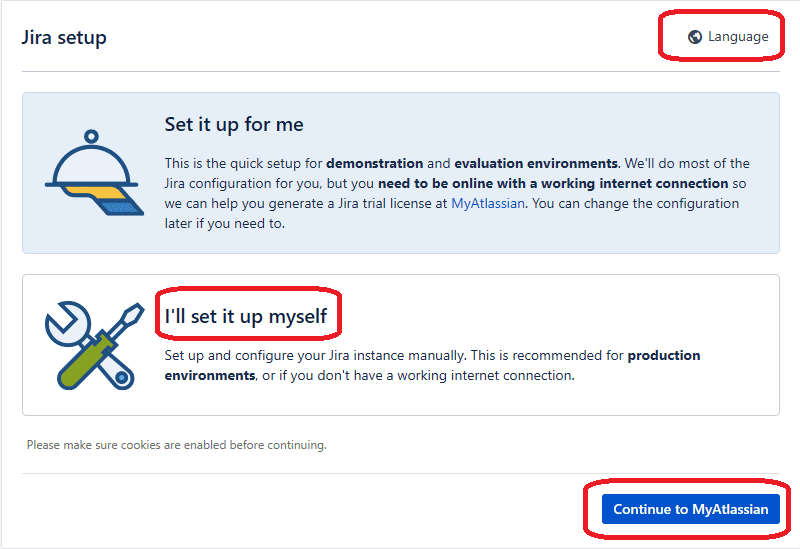 Jira setup
Language
Set it up for me
This is the quick setup for demonstration and evaluation environments. We'll do most of the
Jira configuration for you, but you need to be online with a working internet connection so
we can help you generate a Jira trial license at MyAtlassian. You can change the configuration
later if you need to.
I'll set it up myself
Set up and configure your Jira instance manually. This is recommended for production
environments, or if you don't have a working internet connection.
Please make sure cookies are enabled before continuing.
Continue to MyAtlassian